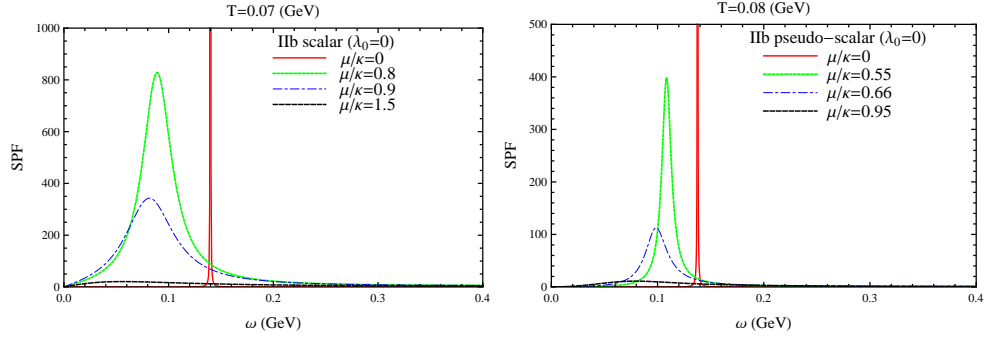 T=0.07 (GeV)
IIb scalar (λ₀=0)
μ/κ=0
μ/κ=0.8
μ/κ=0.9
μ/κ=1.5
1000
800
600
400
200
0
SPF
0.0 0.1 0.2 0.3 0.4
ω (GeV)
T=0.08 (GeV)
IIb pseudo−scalar (λ₀=0)
μ/κ=0
μ/κ=0.55
μ/κ=0.66
μ/κ=0.95
500
400
300
200
100
0
SPF
0.0 0.1 0.2 0.3 0.4
ω (GeV)